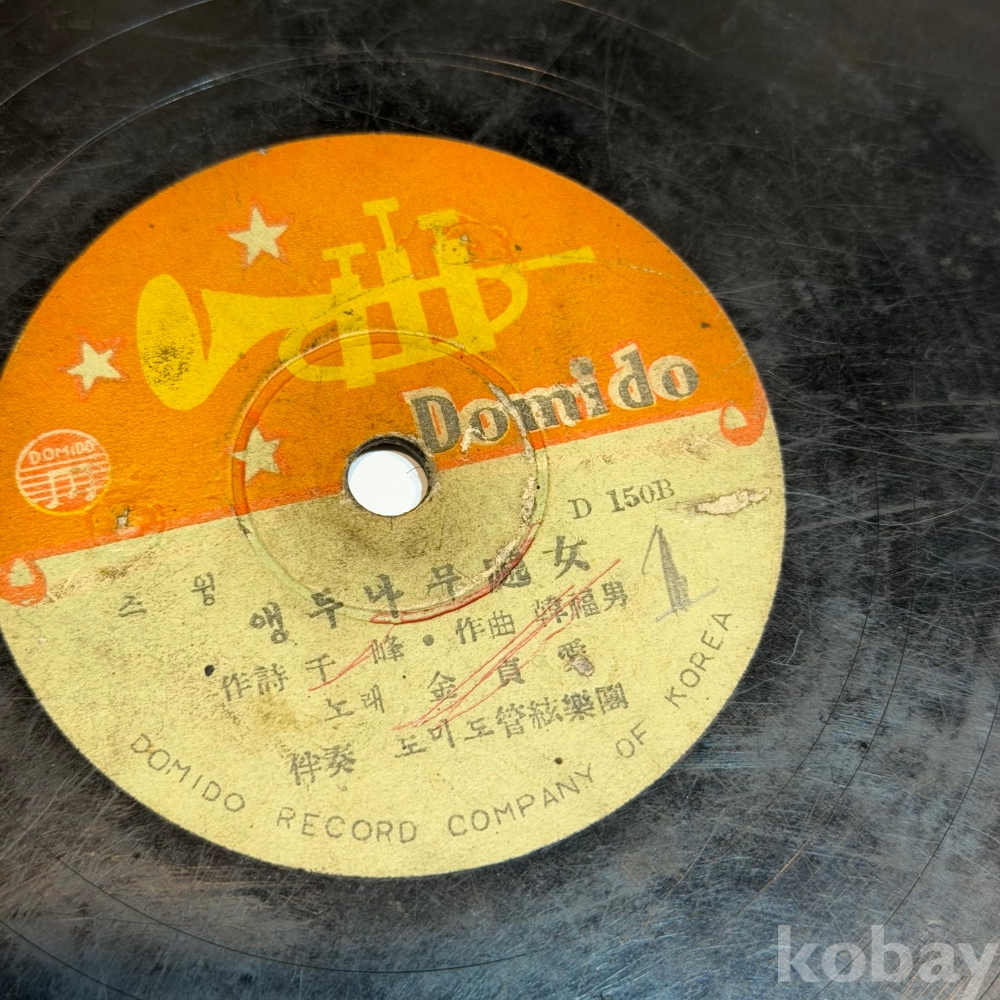 Domido
DOMIDO
D 150B
스윙
앵두나무處女
1
作詩 千峰 • 作曲 韓福男
노래 金貞愛
伴奏 도미도管絃樂團
DOMIDO RECORD COMPANY OF KOREA
kobay